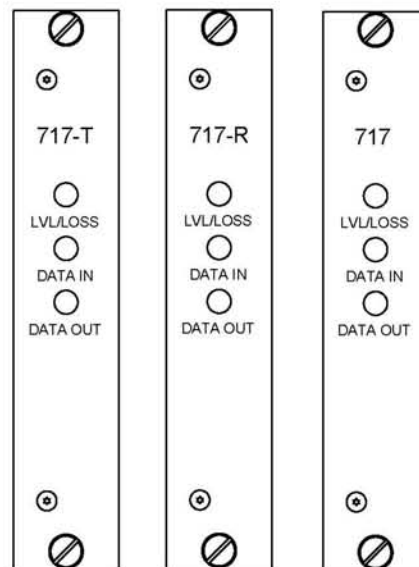 717-T
LVL/LOSS
DATA IN
DATA OUT
717-R
LVL/LOSS
DATA IN
DATA OUT
717
LVL/LOSS
DATA IN
DATA OUT